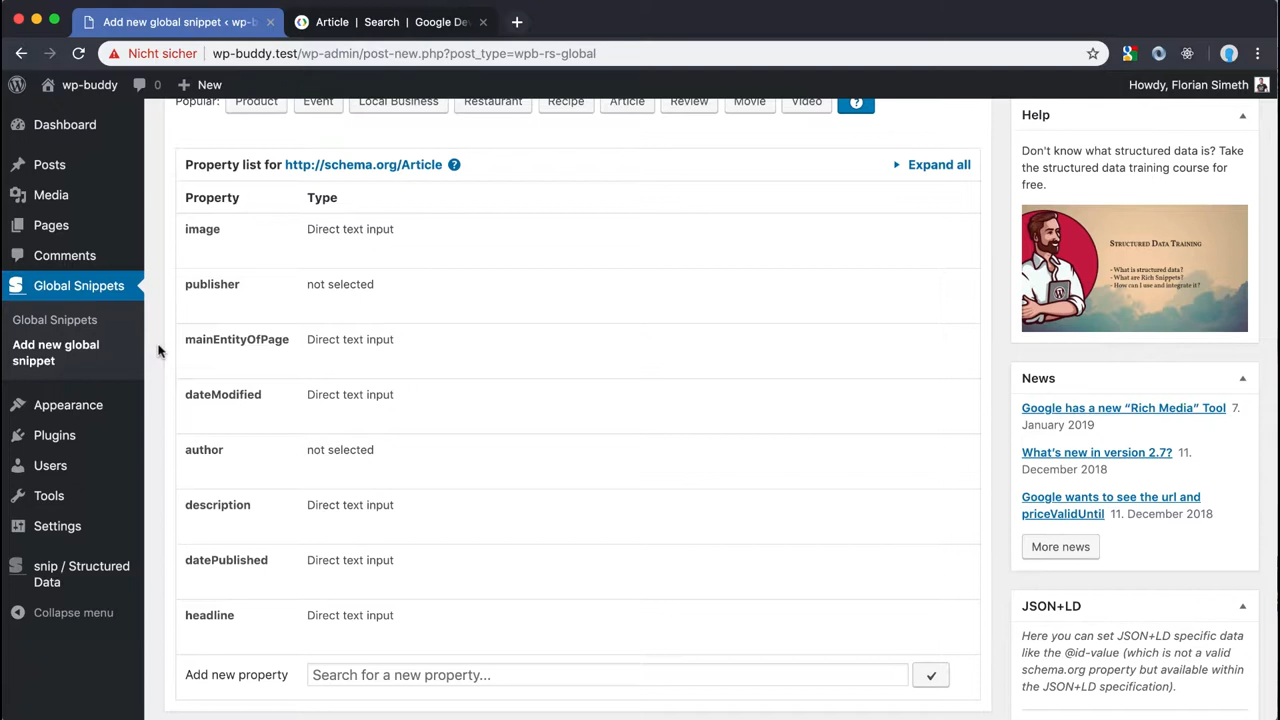 Add new global snippet ‹ wp-b
Article | Search | Google De
Nicht sicher
wp-buddy.test/wp-admin/post-new.php?post_type=wpb-rs-global
wp-buddy
0
New
Howdy, Florian Simeth
Dashboard
Posts
Media
Pages
Comments
Global Snippets
Global Snippets
Add new global
snippet
Appearance
Plugins
Users
Tools
Settings
snip / Structured
Data
Collapse menu
Popular: Product Event Local Business Restaurant Recipe Article Review Movie Video ?
Property list for http://schema.org/Article ?
Expand all
Property Type
image Direct text input
publisher not selected
mainEntityOfPage Direct text input
dateModified Direct text input
author not selected
description Direct text input
datePublished Direct text input
headline Direct text input
Add new property Search for a new property...
Help
Don't know what structured data is? Take
the structured data training course for
free.
STRUCTURED DATA TRAINING
- What is structured data?
- What are Rich Snippets?
- How can I use and integrate it?
News
Google has a new “Rich Media” Tool 7.
January 2019
What's new in version 2.7? 11.
December 2018
Google wants to see the url and
priceValidUntil 11. December 2018
More news
JSON+LD
Here you can set JSON+LD specific data
like the @id-value (which is not a valid
schema.org property but available within
the JSON+LD specification).